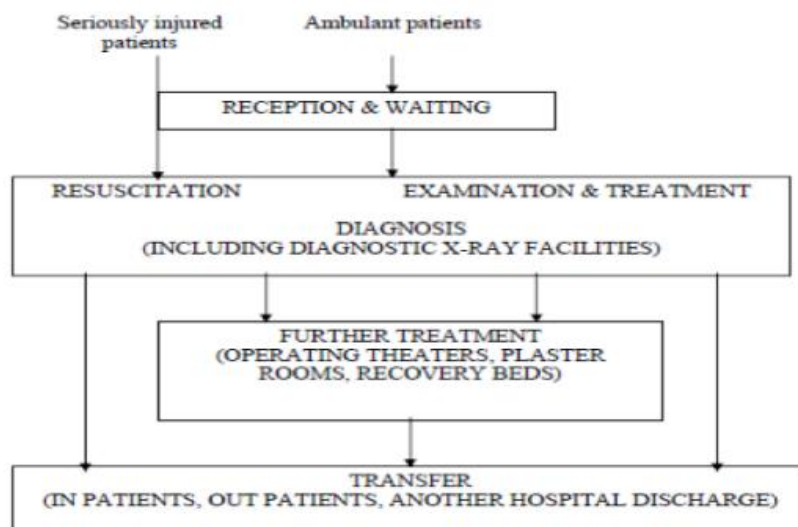 Seriously injured
patients
Ambulant patients
RECEPTION & WAITING
RESUSCITATION
EXAMINATION & TREATMENT
DIAGNOSIS
(INCLUDING DIAGNOSTIC X-RAY FACILITIES)
FURTHER TREATMENT
(OPERATING THEATERS, PLASTER
ROOMS, RECOVERY BEDS)
TRANSFER
(IN PATIENTS, OUT PATIENTS, ANOTHER HOSPITAL DISCHARGE)